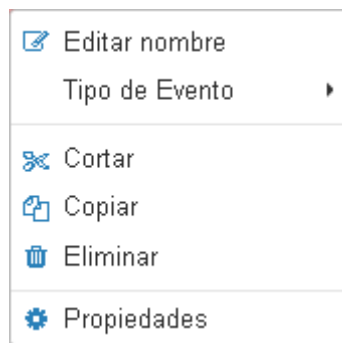 Editar nombre
Tipo de Evento
Cortar
Copiar
Eliminar
Propiedades